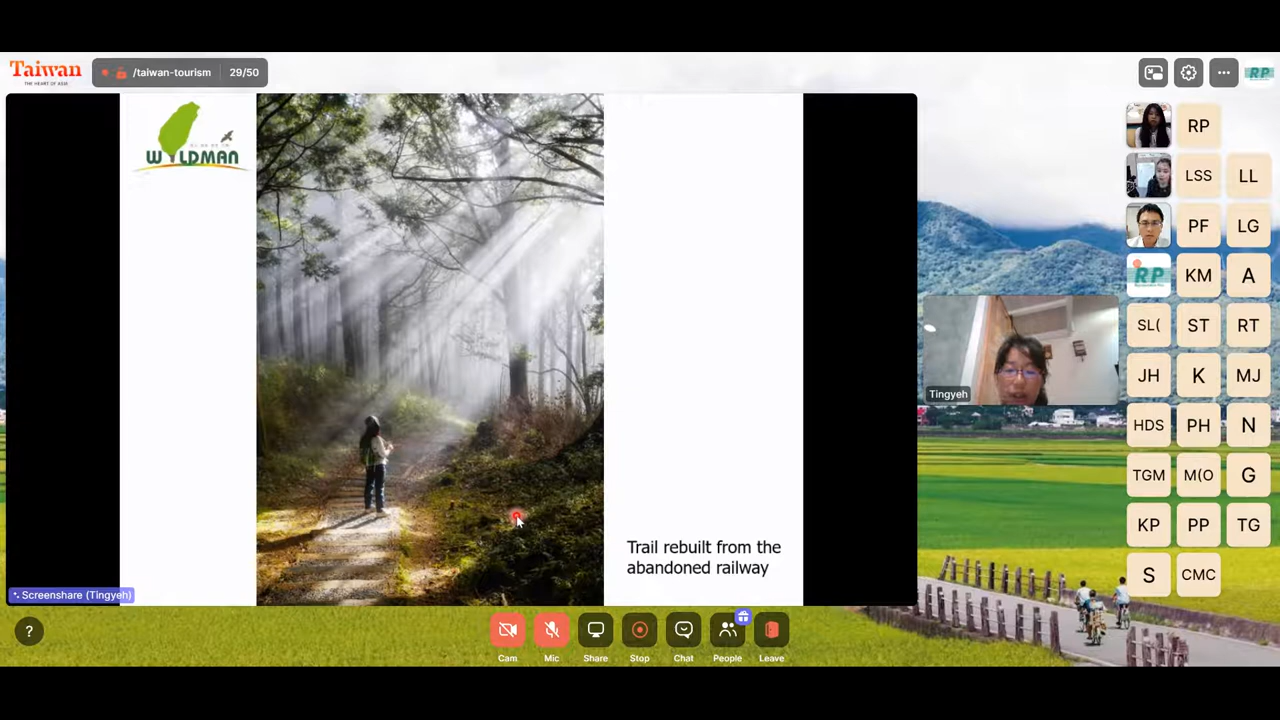 Taiwan
THE HEART OF ASIA
/taiwan-tourism
29/50
RP
WILDMAN
Trail rebuilt from the
abandoned railway
Tingyeh
Screenshare (Tingyeh)
RP
LSS
LL
PF
LG
RP
KM
A
SL(
ST
RT
JH
K
MJ
HDS
PH
N
TGM
M(O
G
KP
PP
TG
S
CMC
?
Cam
Mic
Share
Stop
Chat
People
Leave